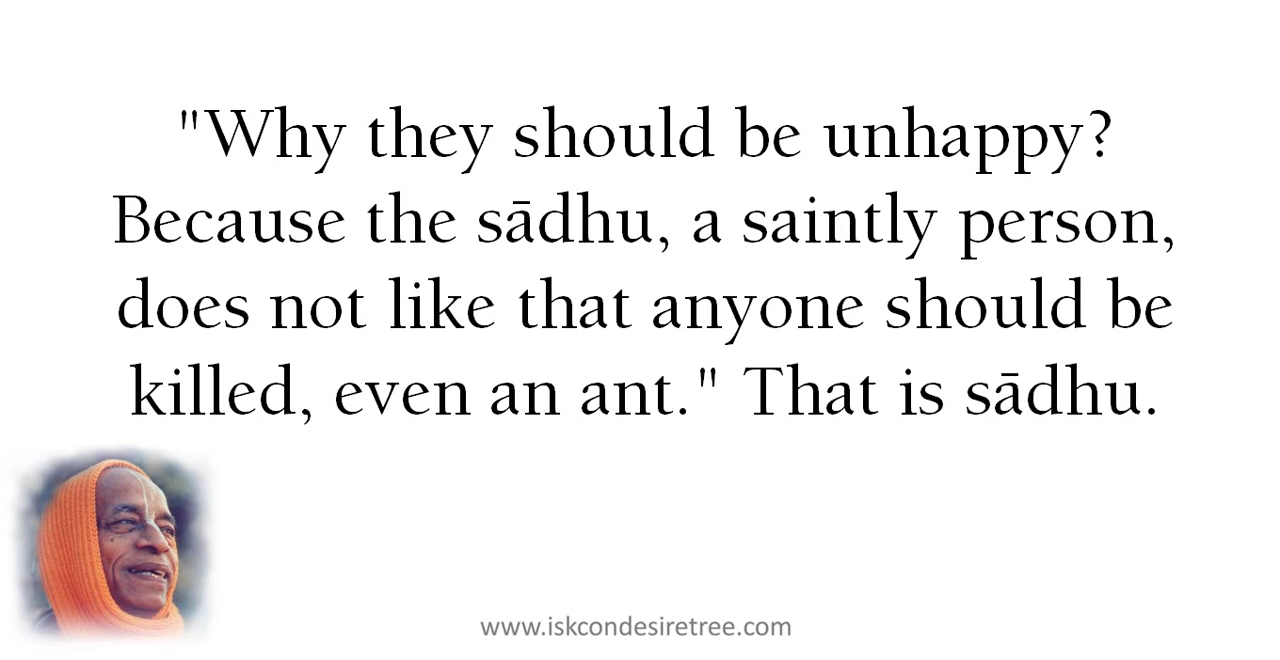 "Why they should be unhappy?
Because the sādhu, a saintly person,
does not like that anyone should be
killed, even an ant." That is sādhu.
www.iskcondesiretree.com